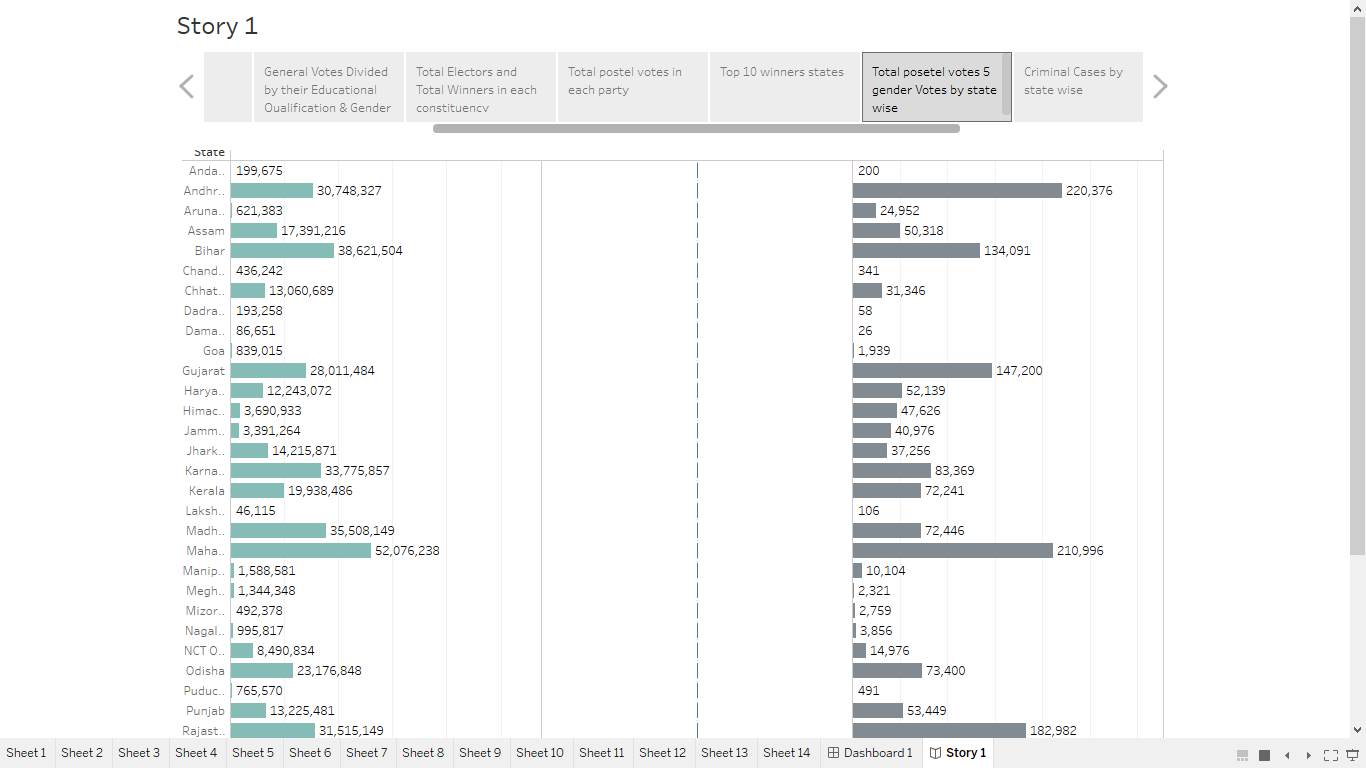 Story 1
General Votes Divided
by their Educational
Qualification & Gender
Total Electors and
Total Winners in each
constituency
Total postel votes in
each party
Top 10 winners states
Total posetel votes 5
gender Votes by state
wise
Criminal Cases by
state wise
State
Anda.. 199,675 200
Andhr.. 30,748,327 220,376
Aruna.. 621,383 24,952
Assam 17,391,216 50,318
Bihar 38,621,504 134,091
Chand.. 436,242 341
Chhat.. 13,060,689 31,346
Dadra.. 193,258 58
Dama.. 86,651 26
Goa 839,015 1,939
Gujarat 28,011,484 147,200
Harya.. 12,243,072 52,139
Himac.. 3,690,933 47,626
Jamm.. 3,391,264 40,976
Jhark.. 14,215,871 37,256
Karna.. 33,775,857 83,369
Kerala 19,938,486 72,241
Laksh.. 46,115 106
Madh.. 35,508,149 72,446
Maha.. 52,076,238 210,996
Manip.. 1,588,581 10,104
Megh.. 1,344,348 2,321
Mizor.. 492,378 2,759
Nagal.. 995,817 3,856
NCT O.. 8,490,834 14,976
Odisha 23,176,848 73,400
Puduc.. 765,570 491
Punjab 13,225,481 53,449
Rajast.. 31,515,149 182,982
Sheet 1 Sheet 2 Sheet 3 Sheet 4 Sheet 5 Sheet 6 Sheet 7 Sheet 8 Sheet 9 Sheet 10 Sheet 11 Sheet 12 Sheet 13 Sheet 14 Dashboard 1 Story 1